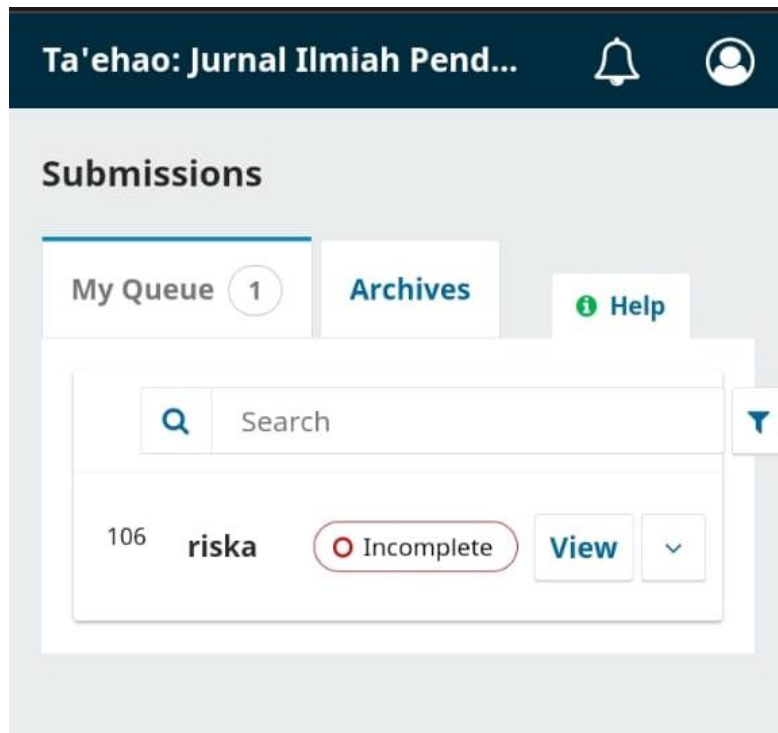 Ta'ehao: Jurnal Ilmiah Pend...
Submissions
My Queue 1
Archives
Help
Search
106 riska Incomplete View